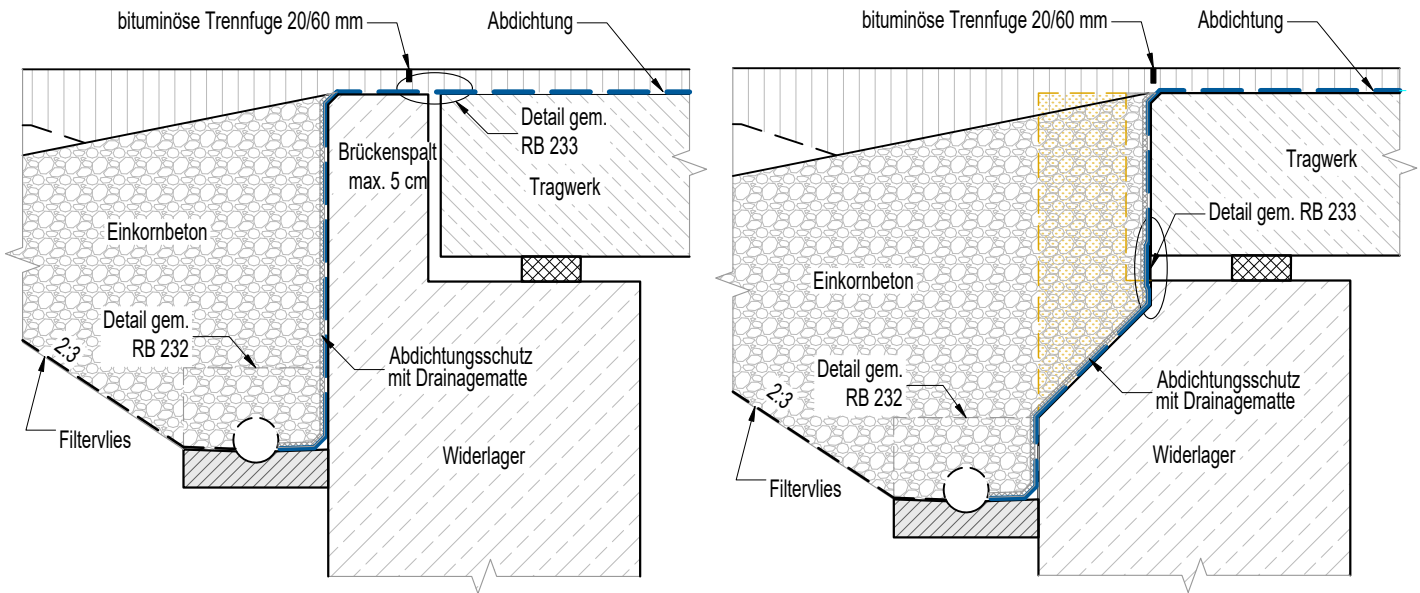 bituminöse Trennfuge 20/60 mm
Abdichtung
Detail gem.
RB 233
Brückenspalt
max. 5 cm
Tragwerk
Einkornbeton
Detail gem.
RB 232
2:3
Abdichtungsschutz
mit Drainagematte
Filtervlies
Widerlager
bituminöse Trennfuge 20/60 mm
Abdichtung
Tragwerk
Detail gem. RB 233
Einkornbeton
Detail gem.
RB 232
2:3
Abdichtungsschutz
mit Drainagematte
Filtervlies
Widerlager